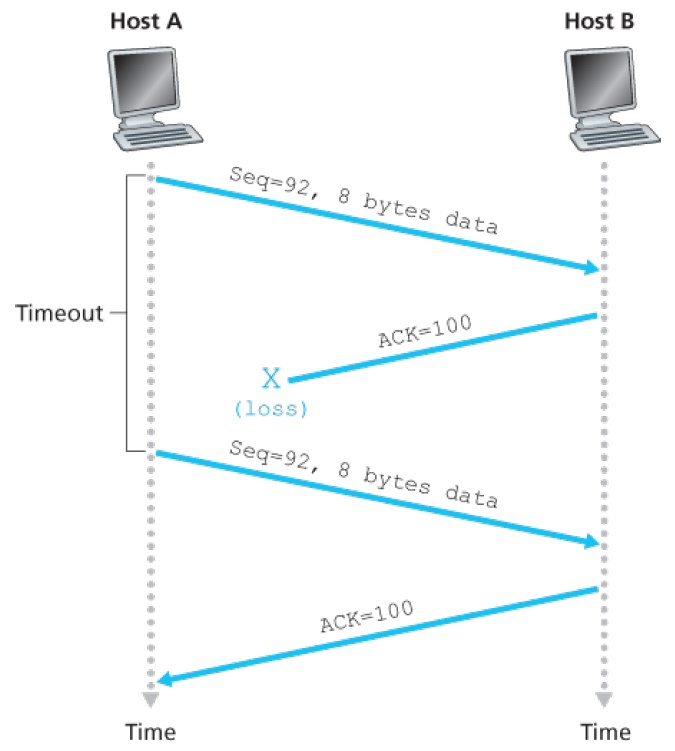 Host A
Host B
Seq=92, 8 bytes data
Timeout
ACK=100
X
(loss)
Seq=92, 8 bytes data
ACK=100
Time
Time